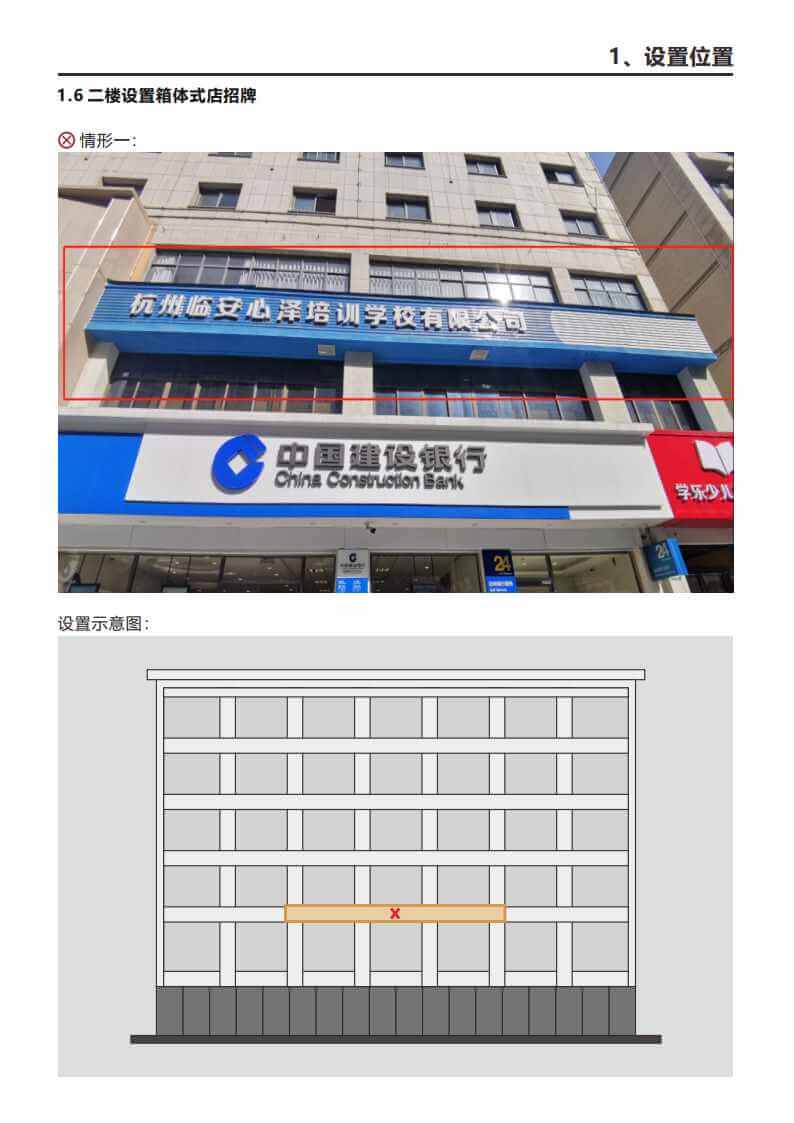 1、设置位置
1.6 二楼设置箱体式店招牌
情形一：
杭州临安心泽培训学校有限公司
中国建设银行
China Construction Bank
学乐少儿
24
24
设置示意图：
X